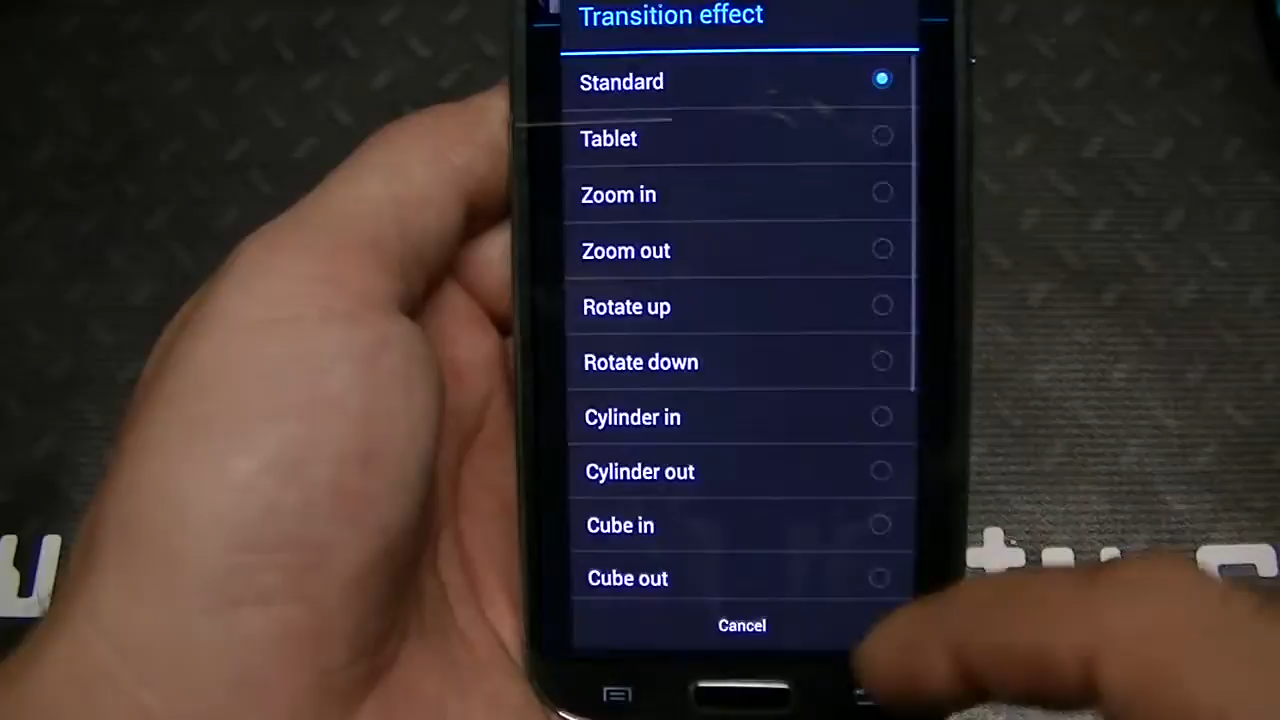 Transition effect
Standard
Tablet
Zoom in
Zoom out
Rotate up
Rotate down
Cylinder in
Cylinder out
Cube in
Cube out
Cancel